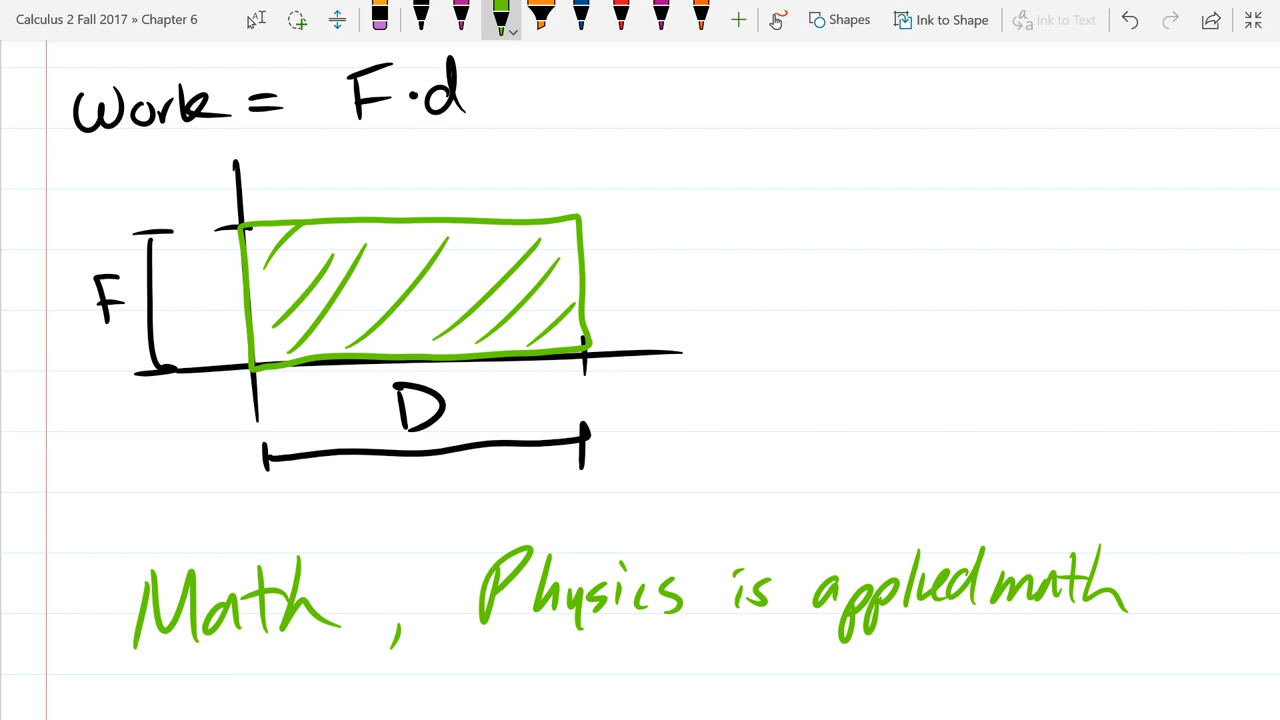 Calculus 2 Fall 2017 » Chapter 6
Shapes
Ink to Shape
Ink to Text
Work = F·d
F
D
Math, Physics is applied math